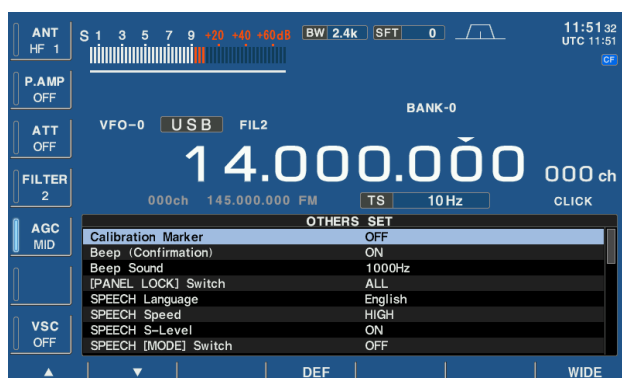 ANT
HF 1
S 1 3 5 7 9 +20 +40 +60dB
BW 2.4k SFT 0
11:51 32
UTC 11:51
CF
P.AMP
OFF
BANK-0
ATT
OFF
VFO-0 USB FIL2
14.000.000 000 ch
FILTER
2
000ch 145.000.000 FM TS 10Hz CLICK
AGC
MID
OTHERS SET
Calibration Marker OFF
Beep (Confirmation) ON
Beep Sound 1000Hz
[PANEL LOCK] Switch ALL
SPEECH Language English
SPEECH Speed HIGH
SPEECH S-Level ON
SPEECH [MODE] Switch OFF
VSC
OFF
▲ ▼ DEF WIDE